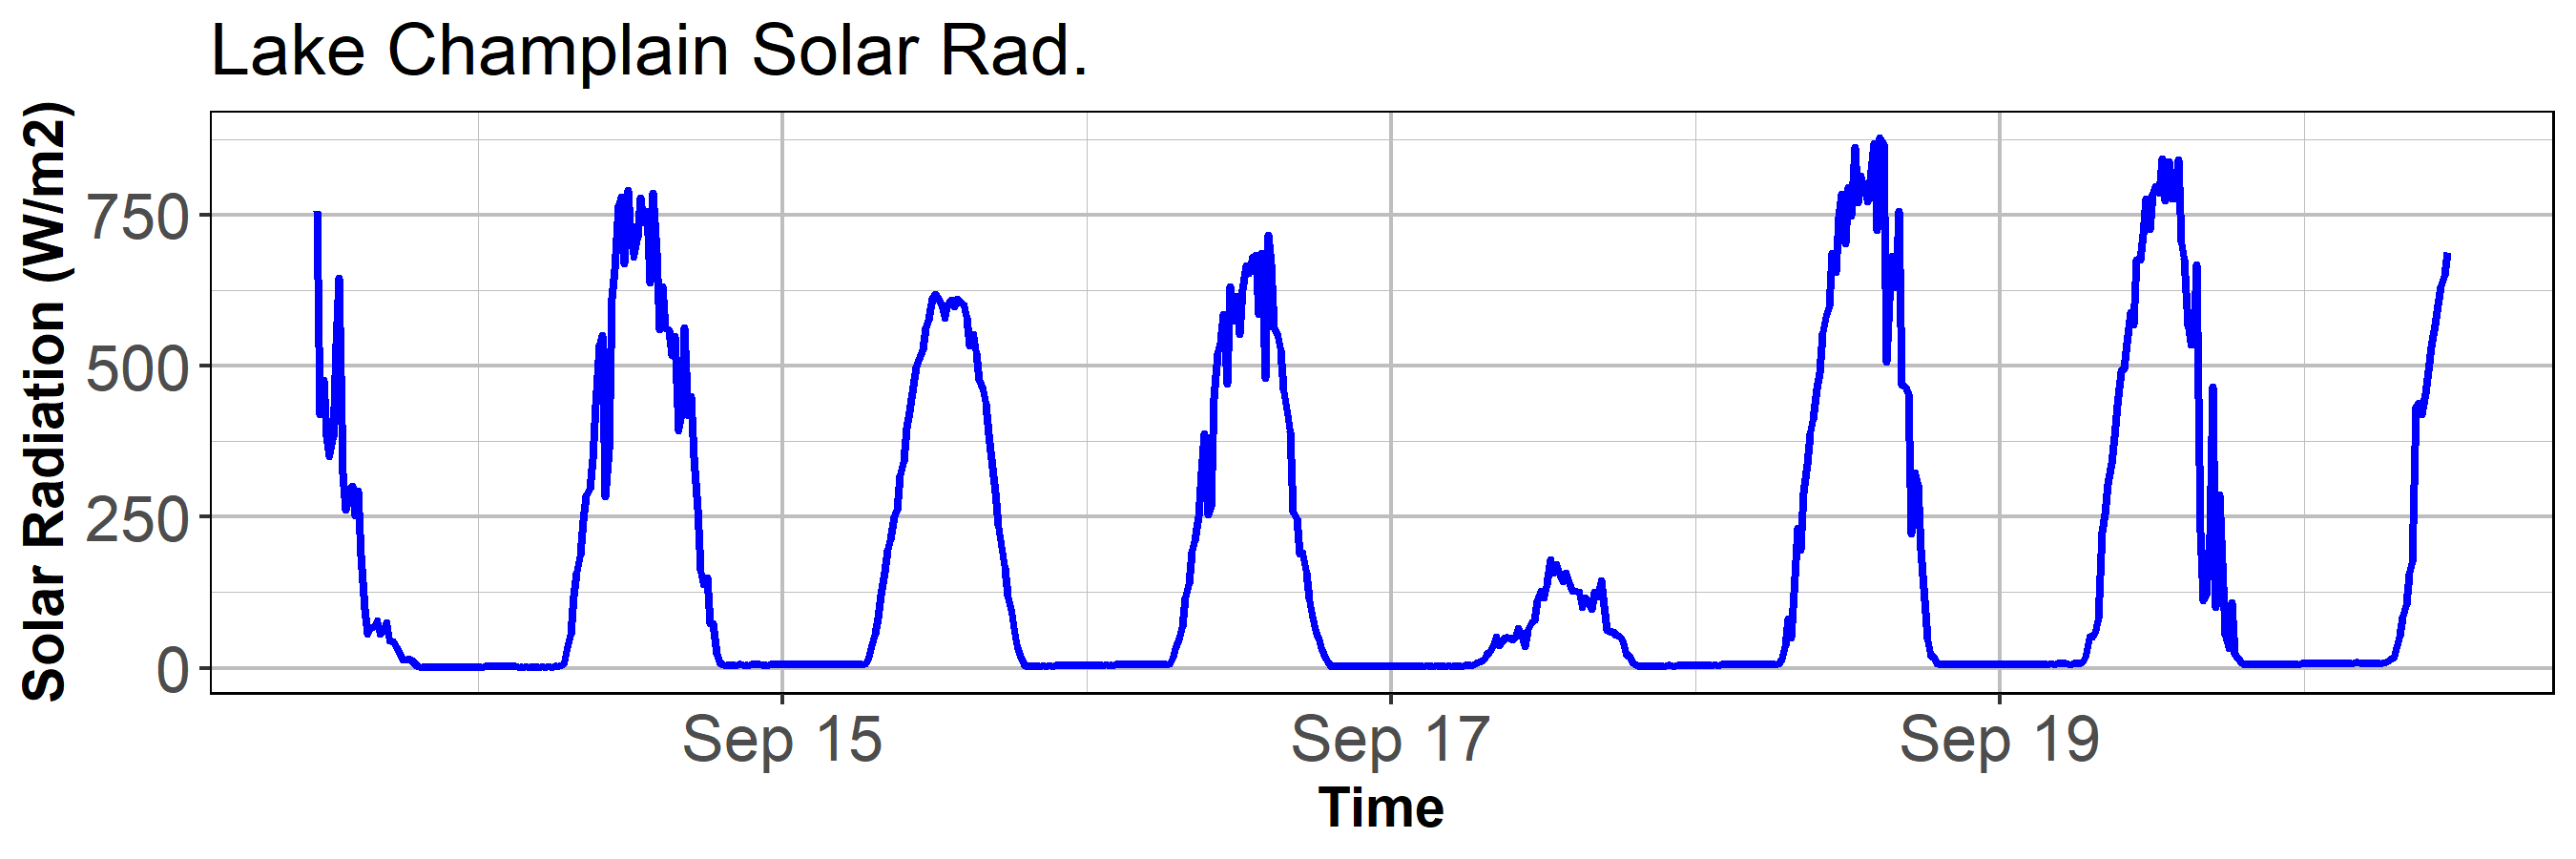 Lake Champlain Solar Rad.
Solar Radiation (W/m2)
750
500
250
0
Sep 15
Sep 17
Sep 19
Time